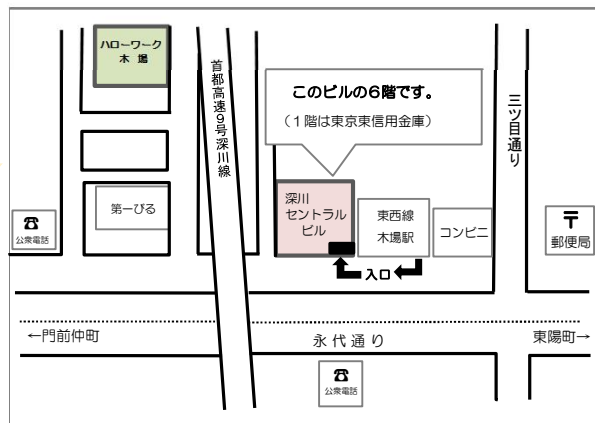 ハローワーク
木 場
首都高速9号深川線
このビルの6階です。
（1階は東京東信用金庫）
三ツ目通り
第一びる
深川
セントラル
ビル
東西線
木場駅
コンビニ
☎
公衆電話
〒
郵便局
入口
←門前仲町
永代通り
東陽町→
☎
公衆電話